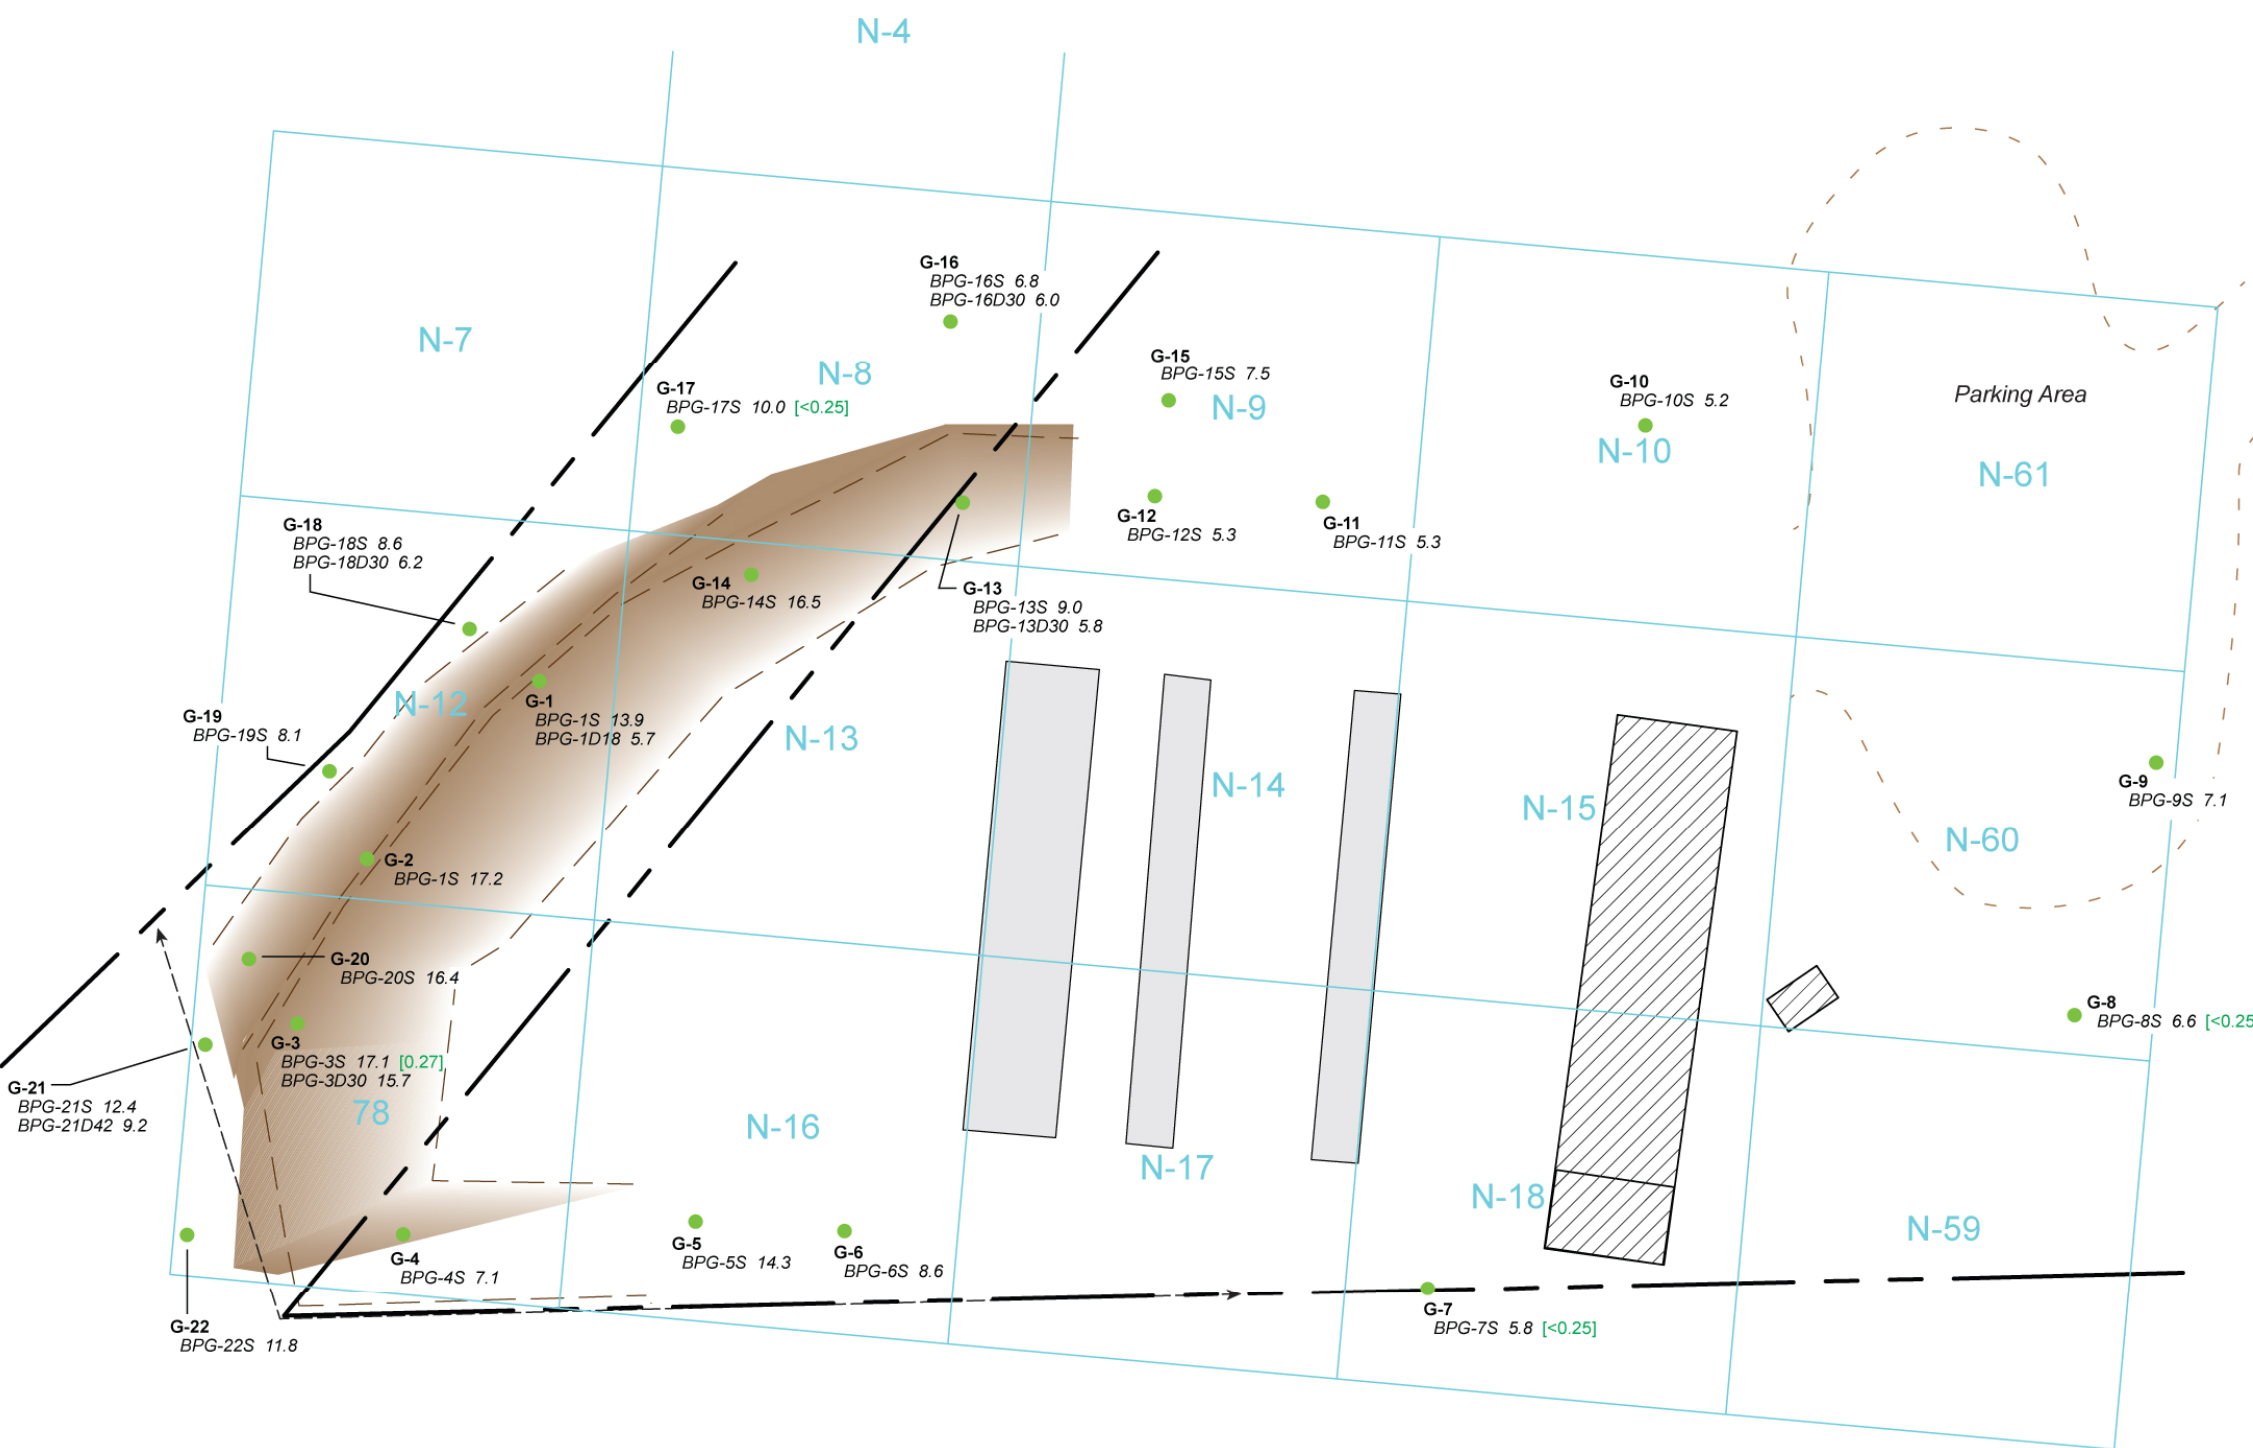 N-4
G-16
BPG-16S 6.8
BPG-16D30 6.0
N-7
N-8
G-17
BPG-17S 10.0 [<0.25]
G-15
BPG-15S 7.5
N-9
G-10
BPG-10S 5.2
N-10
Parking Area
N-61
G-18
BPG-18S 8.6
BPG-18D30 6.2
G-12
BPG-12S 5.3
G-11
BPG-11S 5.3
G-14
BPG-14S 16.5
G-13
BPG-13S 9.0
BPG-13D30 5.8
N-12
G-1
BPG-1S 13.9
BPG-1D18 5.7
G-19
BPG-19S 8.1
N-13
N-14
N-15
G-9
BPG-9S 7.1
N-60
G-2
BPG-1S 17.2
G-20
BPG-20S 16.4
G-8
BPG-8S 6.6 [<0.25
G-3
BPG-3S 17.1 [0.27]
BPG-3D30 15.7
G-21
BPG-21S 12.4
BPG-21D42 9.2
78
N-16
N-17
N-18
N-59
G-4
BPG-4S 7.1
G-5
BPG-5S 14.3
G-6
BPG-6S 8.6
G-7
BPG-7S 5.8 [<0.25]
G-22
BPG-22S 11.8